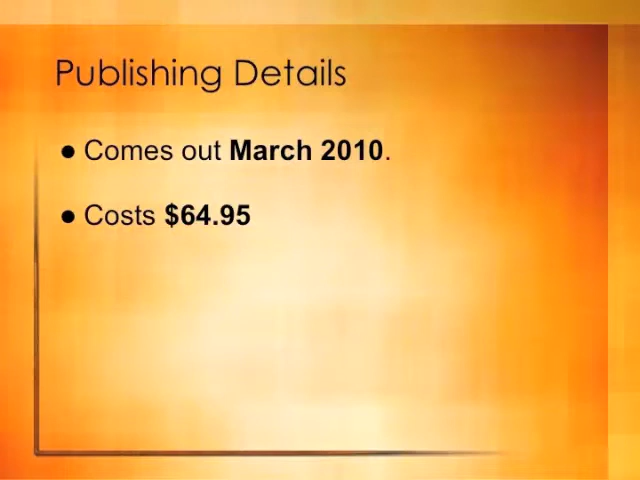 Publishing Details
● Comes out March 2010.
● Costs $64.95